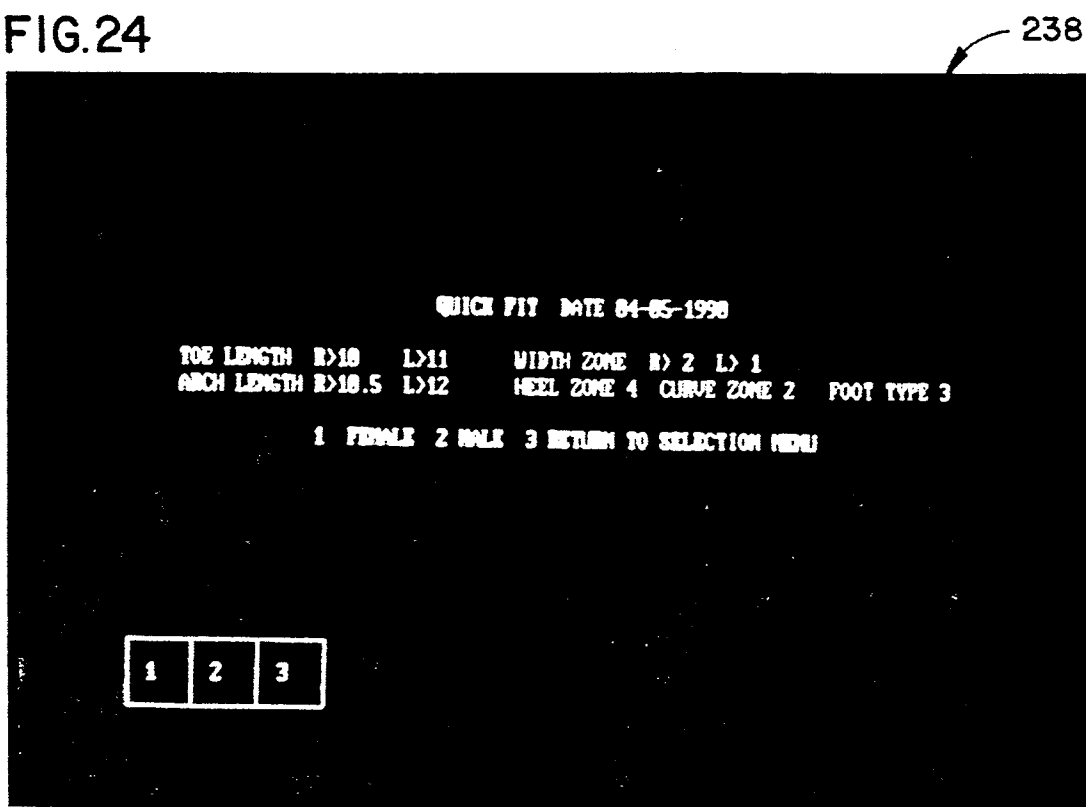 FIG.24
238
QUICK FIT DATE 04-05-1990
TOE LENGTH R>10 L>11 WIDTH ZONE R> 2 L> 1
ARCH LENGTH R>10.5 L>12 HEEL ZONE 4 CURVE ZONE 2 FOOT TYPE 3
1 FEMALE 2 MALE 3 RETURN TO SELECTION MENU
1 2 3